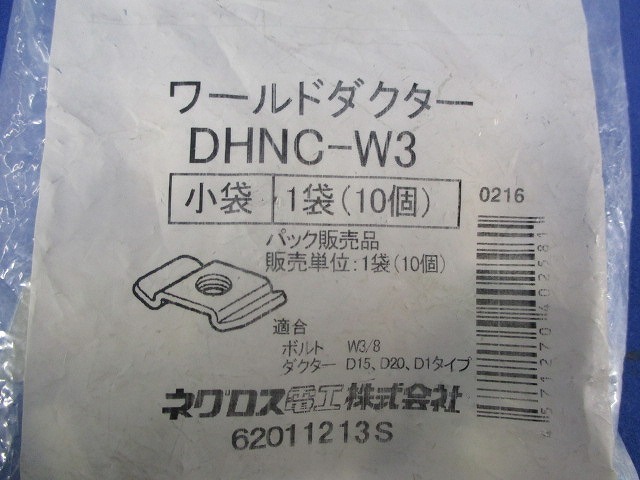 ワールドダクター
DHNC-W3
小袋 1袋(10個)
0216
パック販売品
販売単位:1袋(10個)
適合
ボルト W3/8
ダクター D15、D20、D1タイプ
ネグロス電工株式会社
62011213S